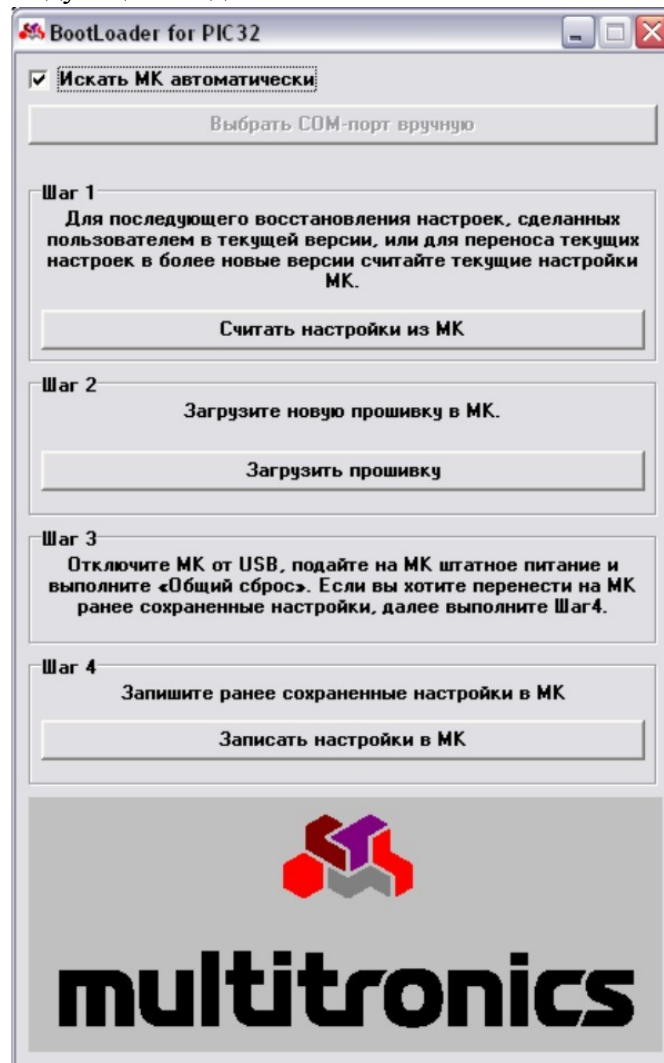 BootLoader for PIC32
Искать МК автоматически
Выбрать COM-порт вручную
Шаг 1
Для последующего восстановления настроек, сделанных
пользователем в текущей версии, или для переноса текущих
настроек в более новые версии считайте текущие настройки
МК.
Считать настройки из МК
Шаг 2
Загрузите новую прошивку в МК.
Загрузить прошивку
Шаг 3
Отключите МК от USB, подайте на МК штатное питание и
выполните «Общий сброс». Если вы хотите перенести на МК
ранее сохраненные настройки, далее выполните Шаг4.
Шаг 4
Запишите ранее сохраненные настройки в МК
Записать настройки в МК
multitronics